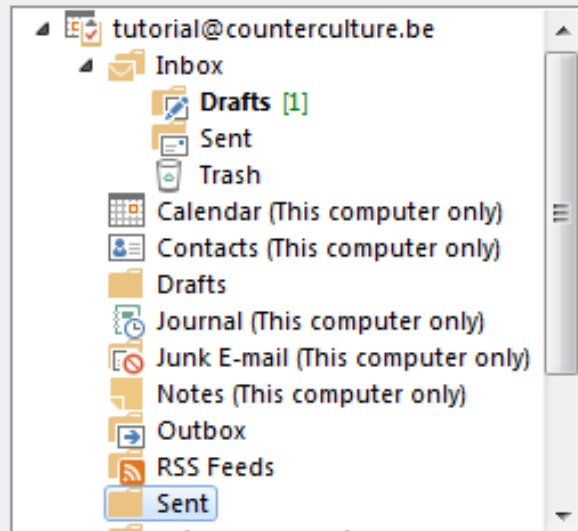 tutorial@counterculture.be
Inbox
Drafts [1]
Sent
Trash
Calendar (This computer only)
Contacts (This computer only)
Drafts
Journal (This computer only)
Junk E-mail (This computer only)
Notes (This computer only)
Outbox
RSS Feeds
Sent